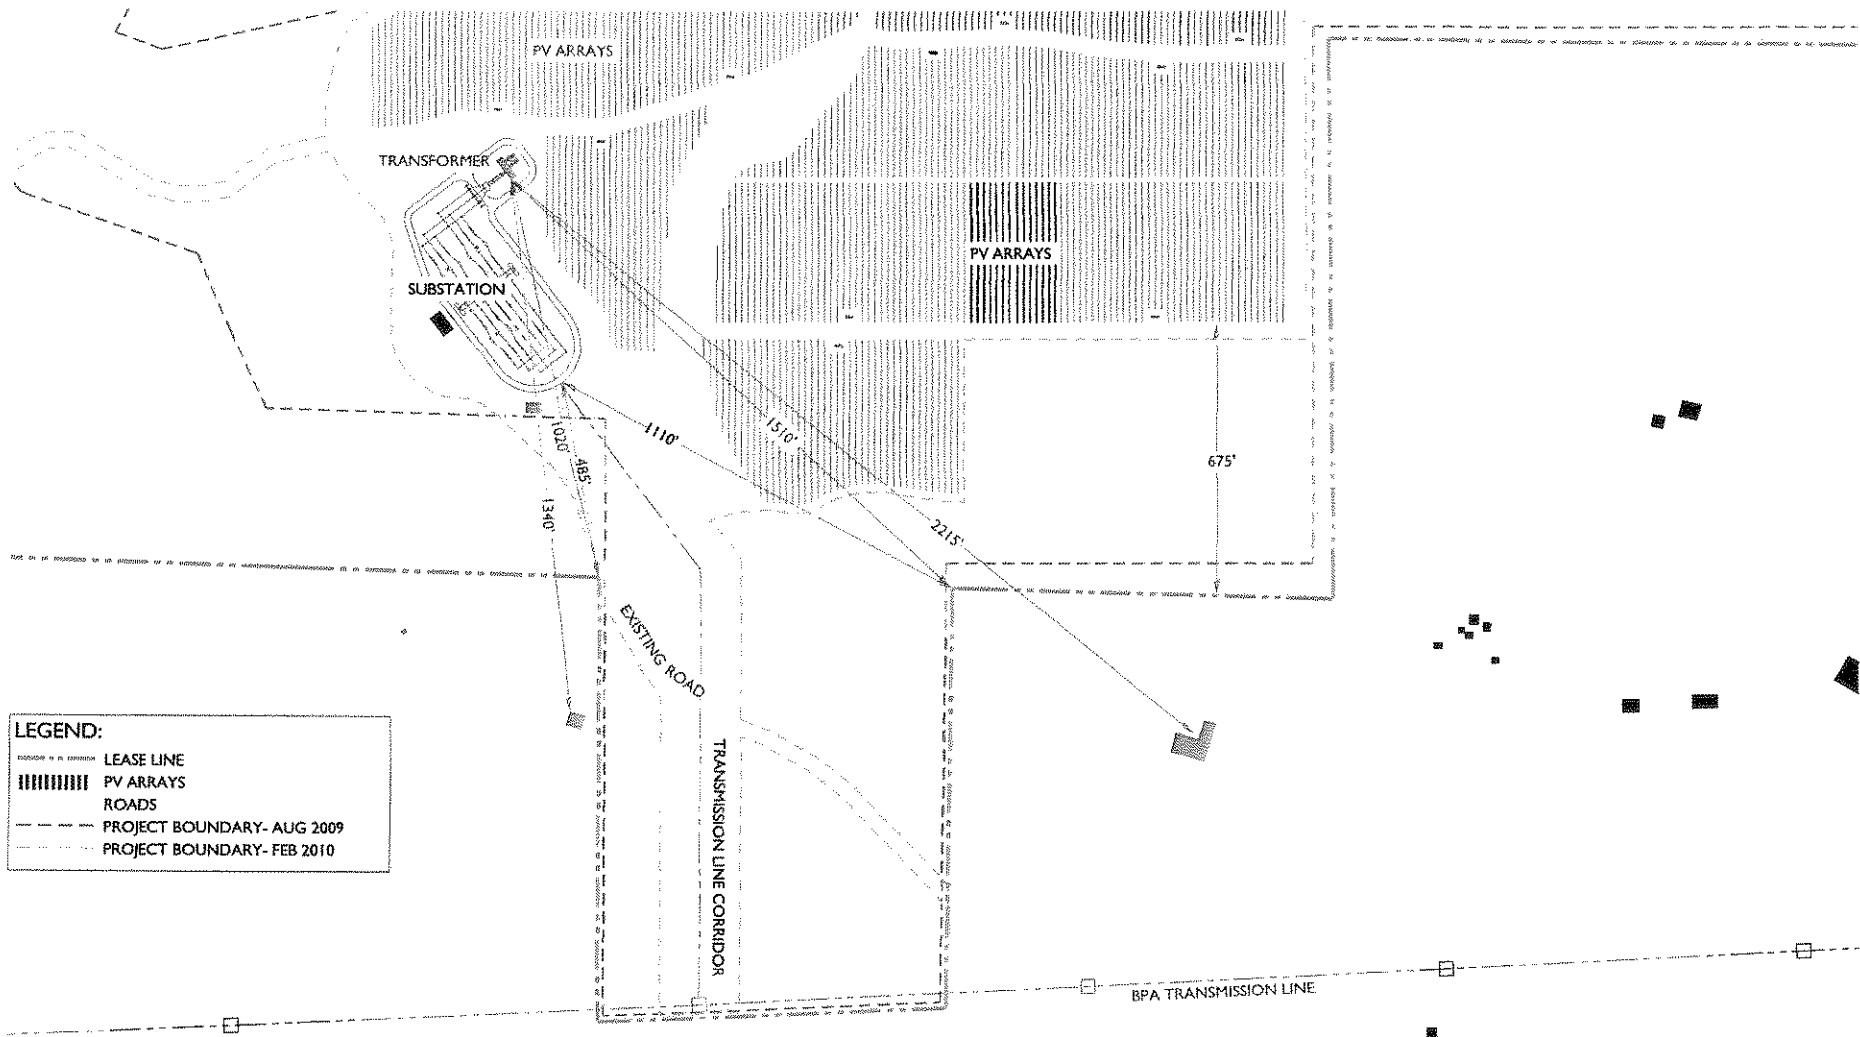 PV ARRAYS
TRANSFORMER
PV ARRAYS
SUBSTATION
1110'
1510'
675'
1020'
485'
1340'
2215'
EXISTING ROAD
TRANSMISSION LINE CORRIDOR
LEGEND:
LEASE LINE
PV ARRAYS
ROADS
PROJECT BOUNDARY- AUG 2009
PROJECT BOUNDARY- FEB 2010
BPA TRANSMISSION LINE